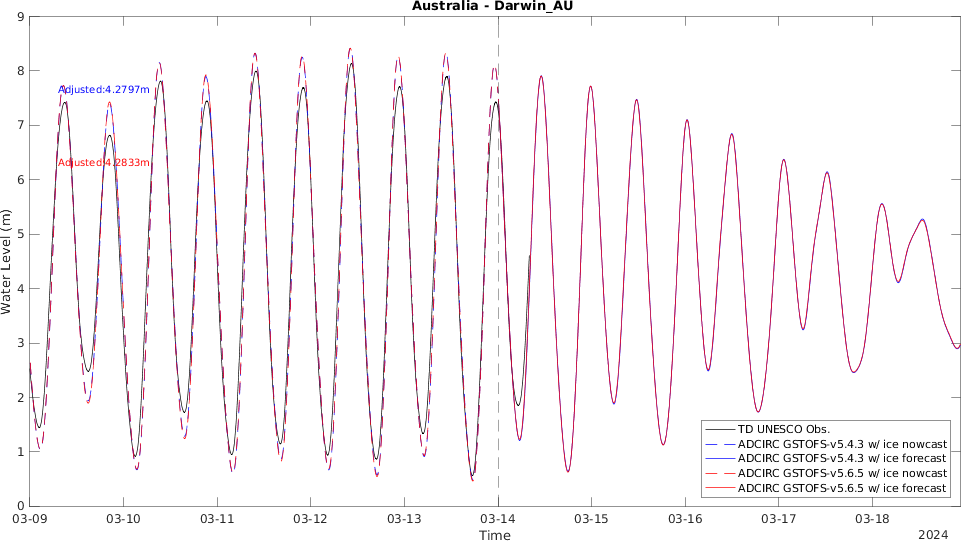 Australia - Darwin_AU
9
8
7
6
5
4
3
2
1
0
Water Level (m)
Adjusted:4.2797m
Adjusted:4.2833m
TD UNESCO Obs.
ADCIRC GSTOFS-v5.4.3 w/ ice nowcast
ADCIRC GSTOFS-v5.4.3 w/ ice forecast
ADCIRC GSTOFS-v5.6.5 w/ ice nowcast
ADCIRC GSTOFS-v5.6.5 w/ ice forecast
03-09 03-10 03-11 03-12 03-13 03-14 03-15 03-16 03-17 03-18
Time
2024